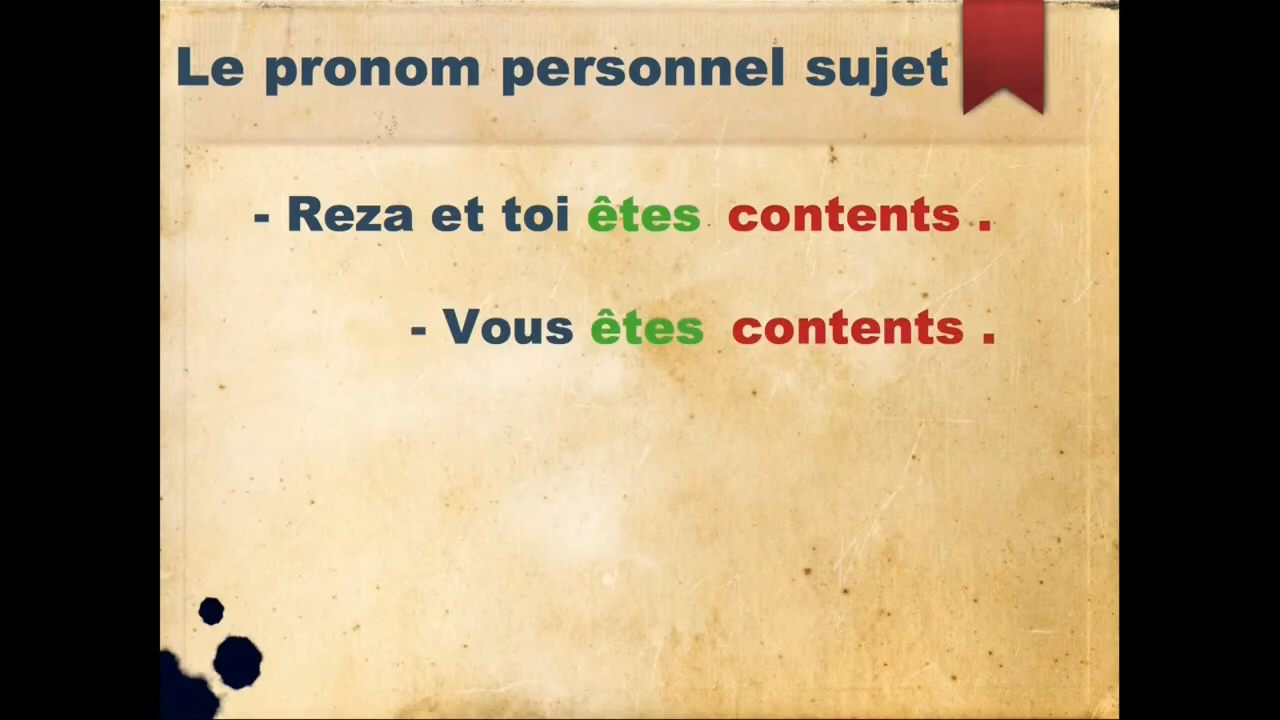 Le pronom personnel sujet
- Reza et toi êtes contents .
- Vous êtes contents .